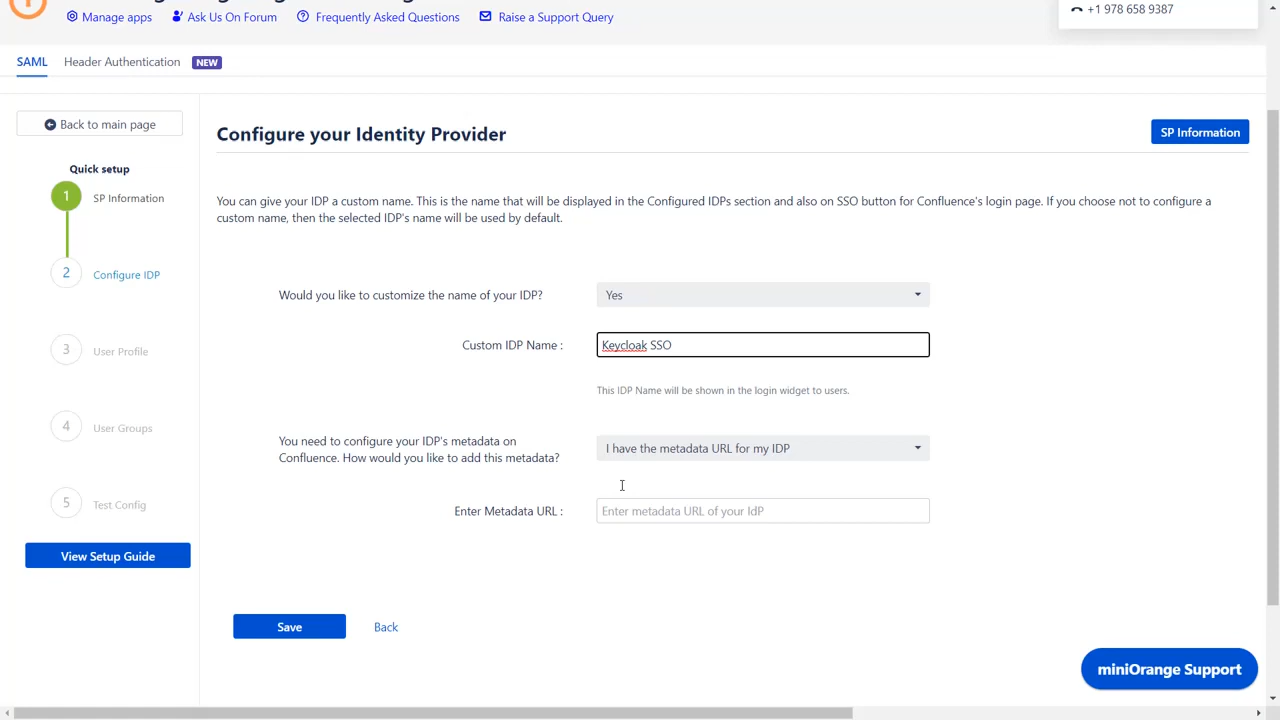 Manage apps
Ask Us On Forum
Frequently Asked Questions
Raise a Support Query
+1 978 658 9387
SAML
Header Authentication
NEW
Back to main page
Quick setup
1
SP Information
2
Configure IDP
3
User Profile
4
User Groups
5
Test Config
View Setup Guide
Configure your Identity Provider
SP Information
You can give your IDP a custom name. This is the name that will be displayed in the Configured IDPs section and also on SSO button for Confluence's login page. If you choose not to configure a
custom name, then the selected IDP's name will be used by default.
Would you like to customize the name of your IDP?
Yes
Custom IDP Name :
Keycloak SSO
This IDP Name will be shown in the login widget to users.
You need to configure your IDP's metadata on
Confluence. How would you like to add this metadata?
I have the metadata URL for my IDP
Enter Metadata URL :
Enter metadata URL of your IdP
Save
Back
miniOrange Support